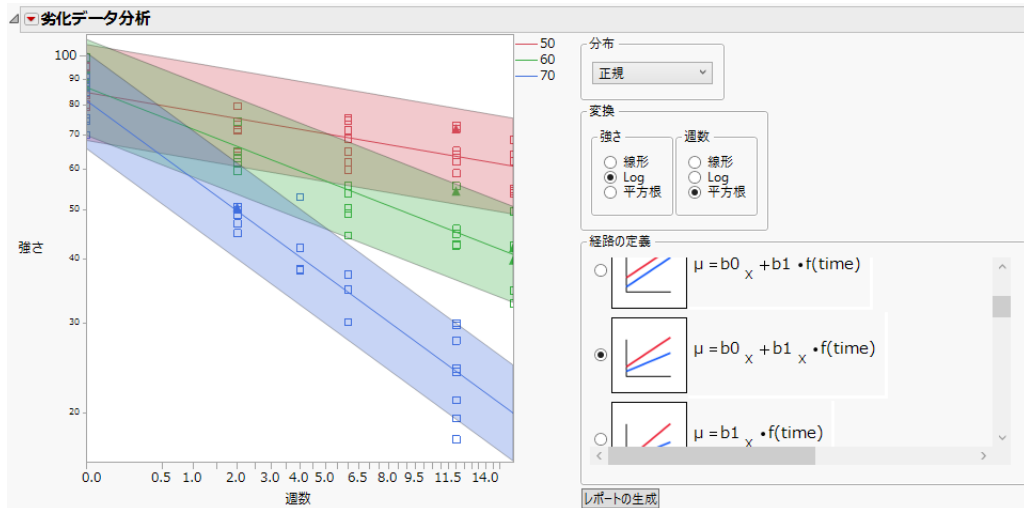 劣化データ分析
100
90
80
70
60
50
40
30
20
強さ
0.0 0.5 1.0 2.0 3.0 4.0 5.0 6.5 8.0 9.5 11.5 14.0
週数
50
60
70
分布
正規
変換
強さ
線形
Log
平方根
週数
線形
Log
平方根
経路の定義
μ = b0 x + b1 • f(time)
μ = b0 x + b1 x • f(time)
μ = b1 x • f(time)
レポートの生成